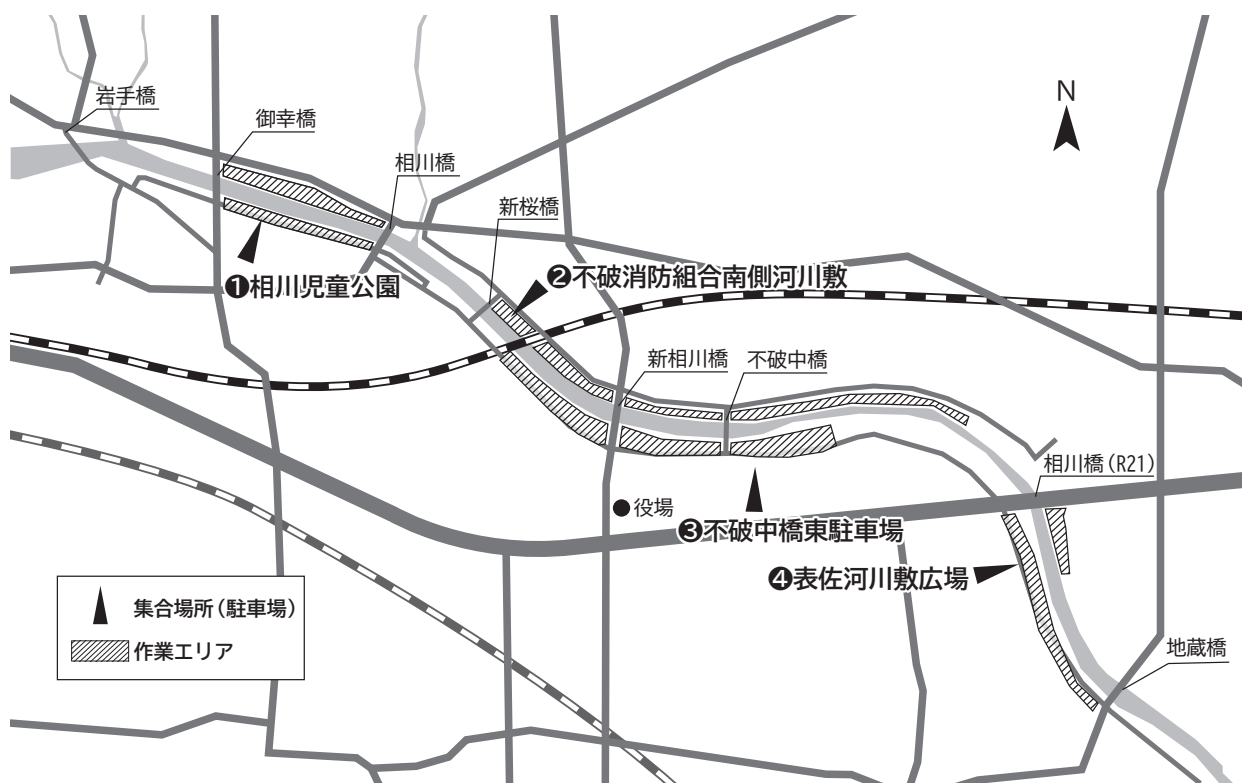 N
岩手橋
御幸橋
相川橋
新桜橋
❶相川児童公園
❷不破消防組合南側河川敷
新相川橋
不破中橋
相川橋(R21)
●役場
❸不破中橋東駐車場
❹表佐河川敷広場
集合場所(駐車場)
作業エリア
地蔵橋